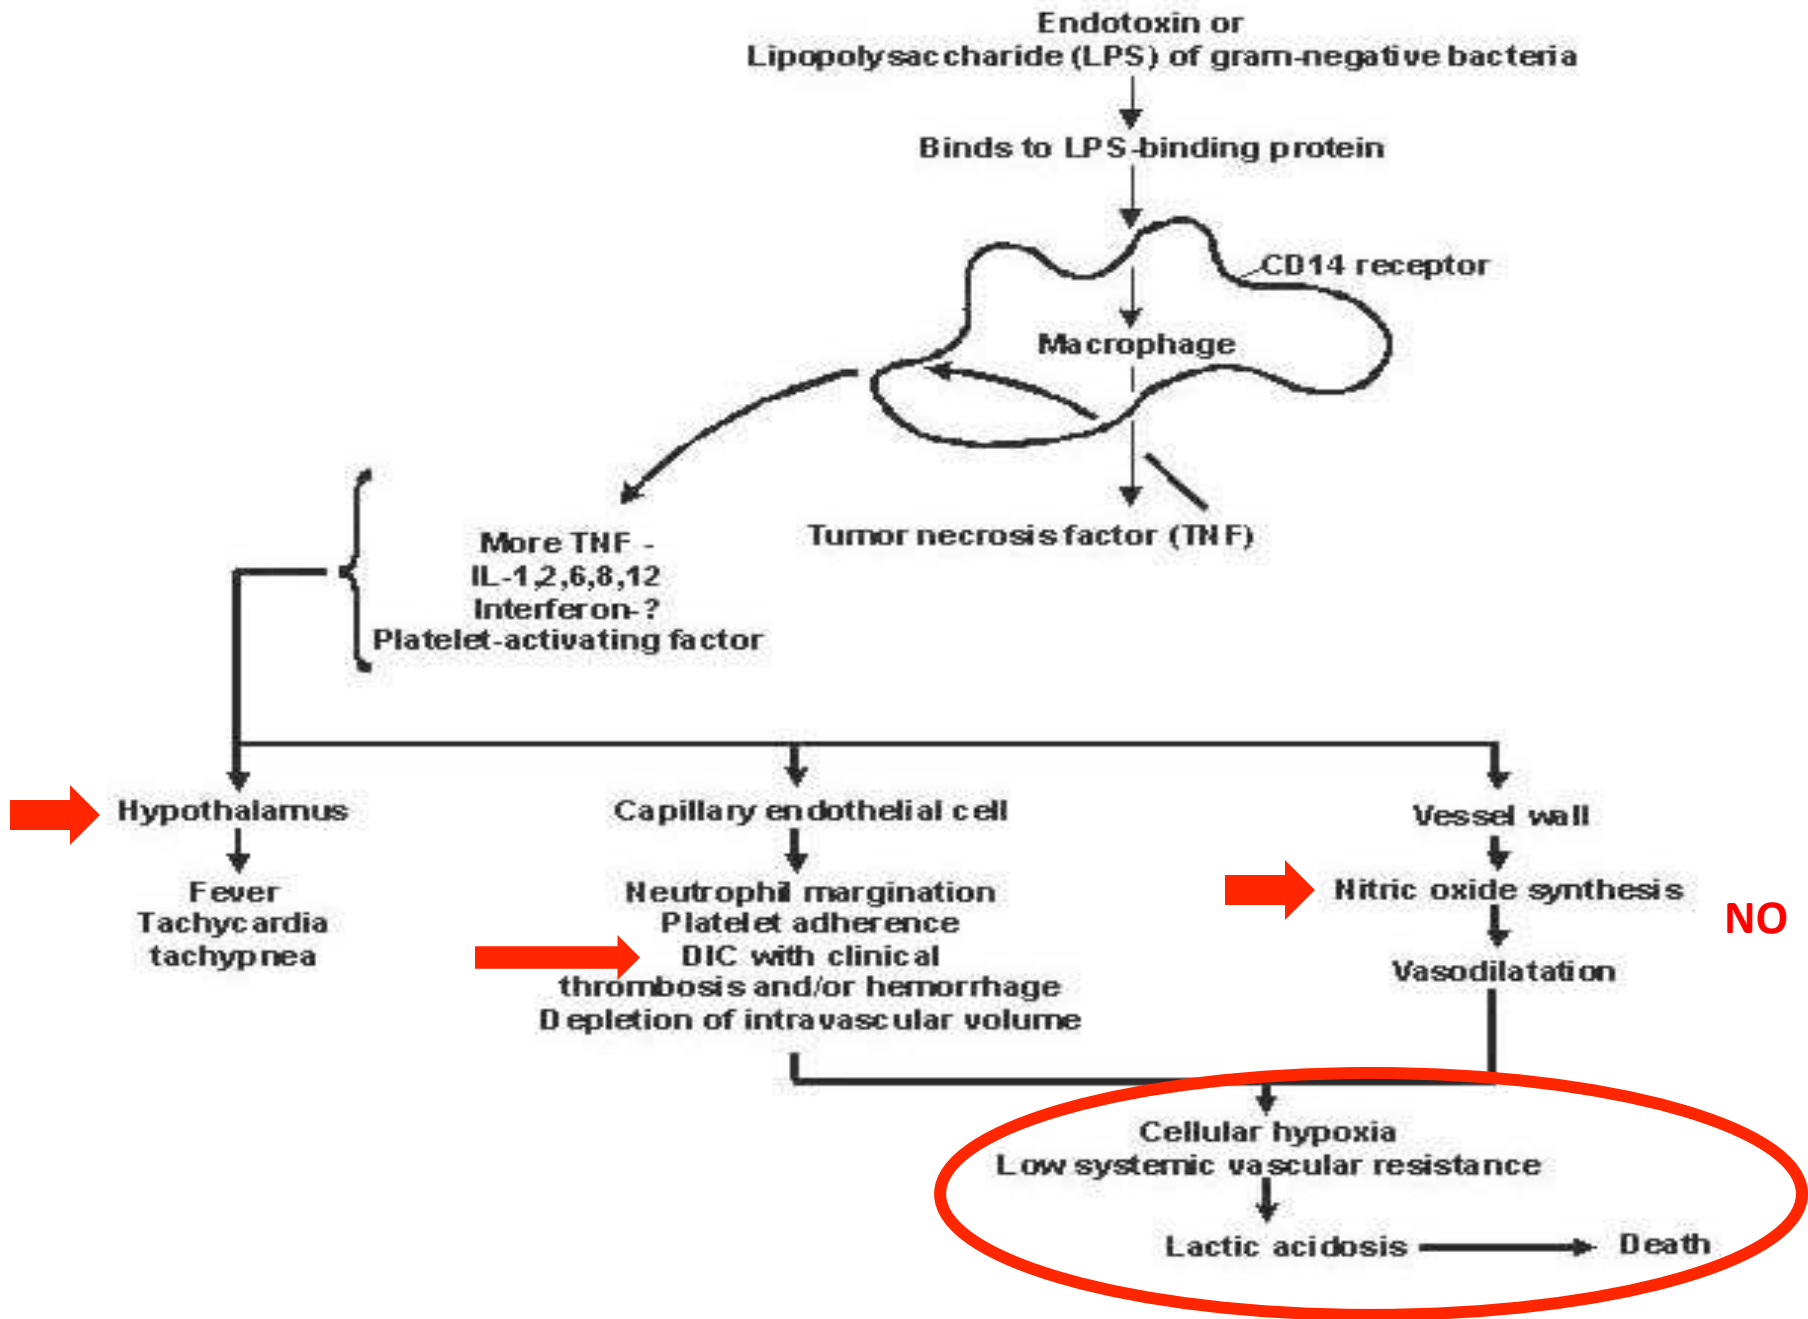 Endotoxin or
Lipopolysaccharide (LPS) of gram-negative bacteria
Binds to LPS-binding protein
CD14 receptor
Macrophage
Tumor necrosis factor (TNF)
More TNF -
IL-1,2,6,8,12
Interferon-?
Platelet-activating factor
Hypothalamus
Fever
Tachycardia
tachypnea
Capillary endothelial cell
Neutrophil margination
Platelet adherence
DIC with clinical
thrombosis and/or hemorrhage
Depletion of intravascular volume
Vessel wall
Nitric oxide synthesis
NO
Vasodilatation
Cellular hypoxia
Low systemic vascular resistance
Lactic acidosis
Death